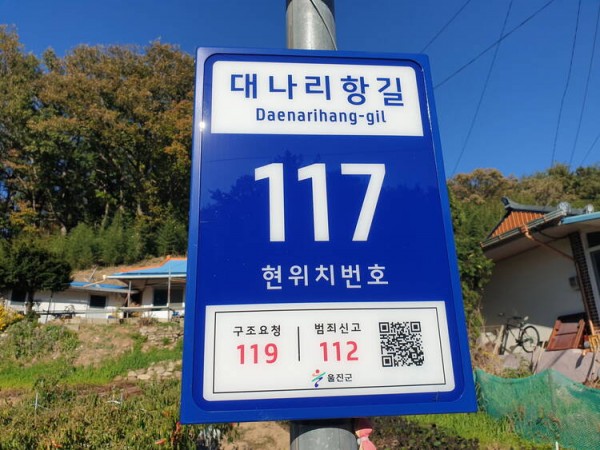 대나리항길
Daenarihang-gil
117
현위치번호
구조요청 범죄신고
119 112
울진군